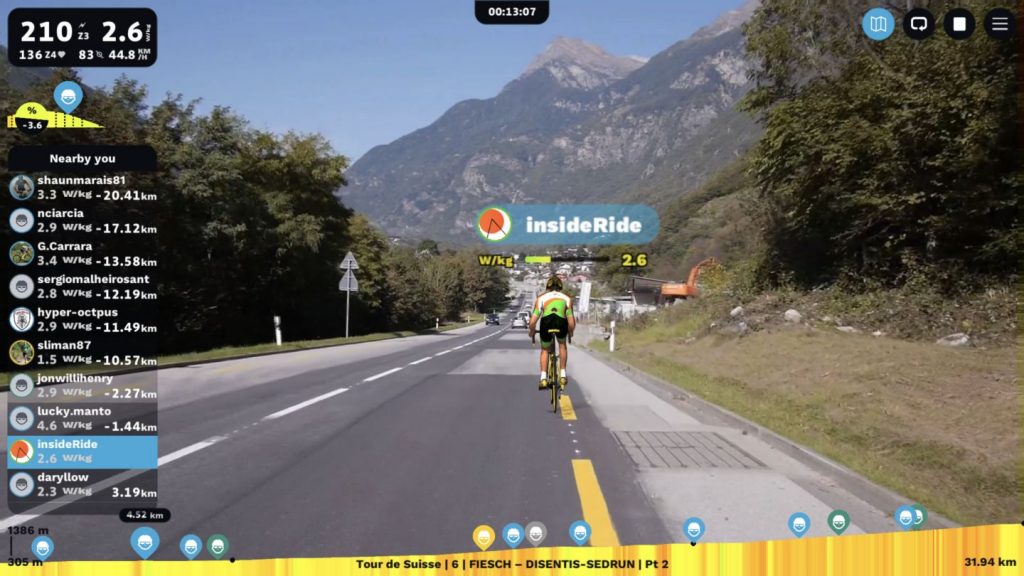 00:13:07
210 Z3 2.6 W/KG
136 Z4 83 44.8 KM/H
%
-3.6
Nearby you
shaunmarais81
3.3 W/kg -20.41km
nciarcia
2.9 W/kg -17.12km
G.Carrara
3.4 W/kg -13.58km
sergiomalheirosant
2.8 W/kg -12.19km
hyper-octpus
2.9 W/kg -11.49km
sliman87
1.5 W/kg -10.57km
jonwillihenry
2.9 W/kg -2.27km
lucky.manto
4.6 W/kg -1.44km
insideRide
2.6 W/kg
daryllow
2.3 W/kg 3.19km
insideRide
W/kg 2.6
4.52 km
1386 m
305 m
Tour de Suisse | 6 | FIESCH – DISENTIS-SEDRUN | Pt 2
31.94 km